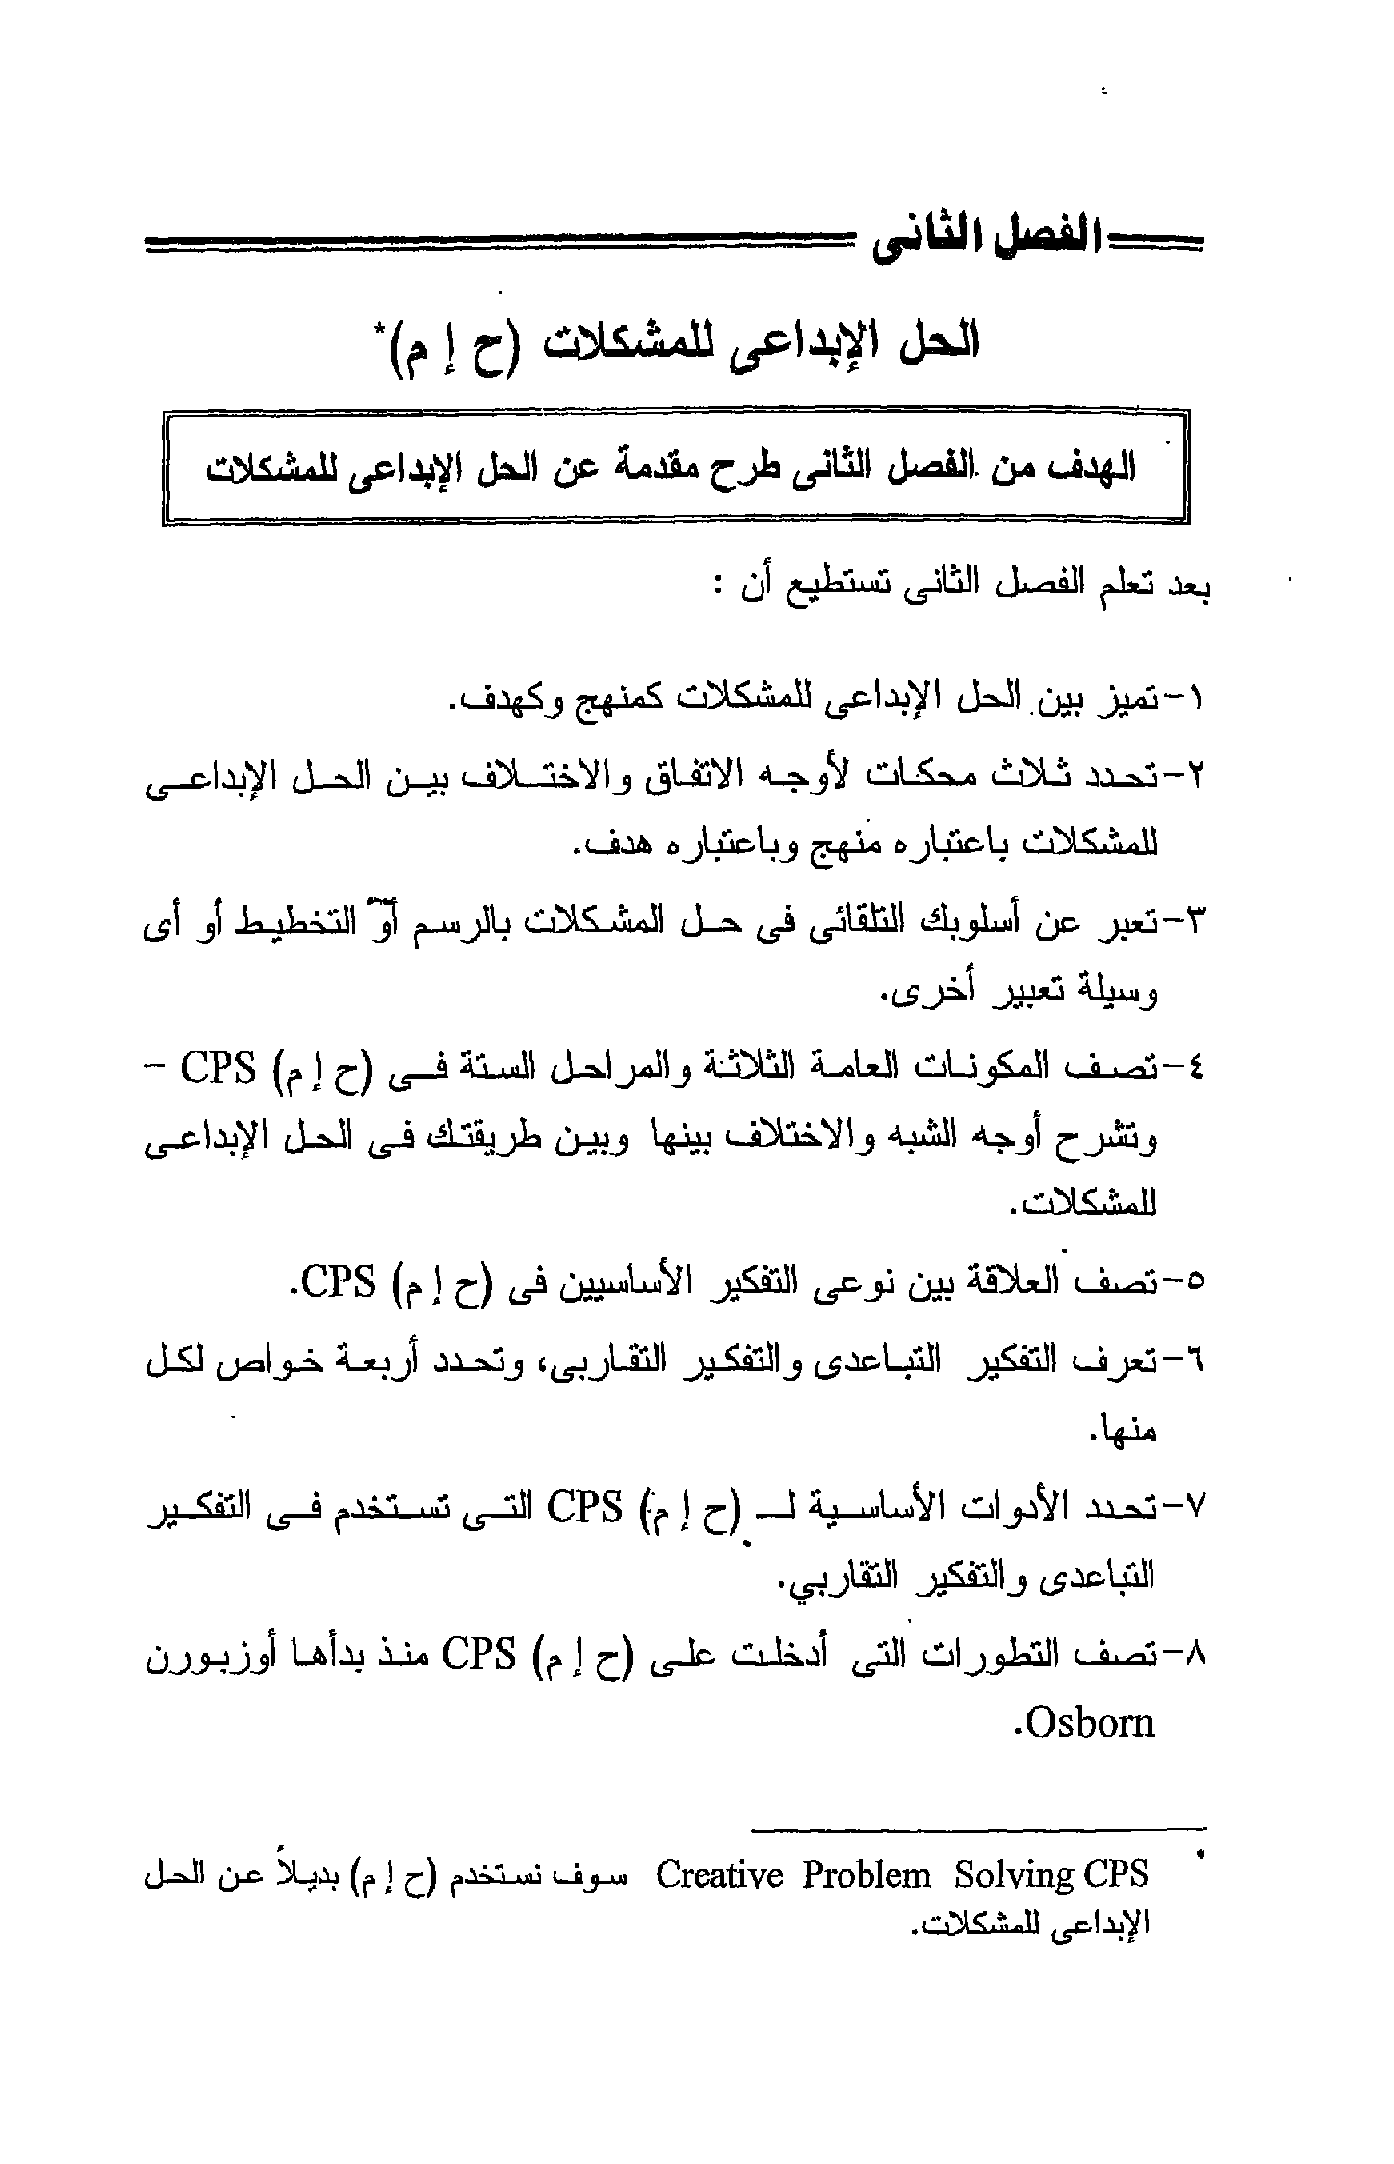 الفصل الثانى
الحل الإبداعى للمشكلات (ح إ م)*
الهدف من الفصل الثانى طرح مقدمة عن الحل الإبداعى للمشكلات
بعد تعلم الفصل الثانى تستطيع أن :
١-تميز بين الحل الإبداعى للمشكلات كمنهج وكهدف.
٢-تحدد ثلاث محكات لأوجه الاتفاق والاختلاف بين الحل الإبداعى
للمشكلات باعتباره منهج وباعتباره هدف.
٣-تعبر عن أسلوبك التلقائى فى حل المشكلات بالرسم أو التخطيط أو أى
وسيلة تعبير أخرى.
٤-تصف المكونات العامة الثلاثة والمراحل الستة فى (ح إ م) CPS -
وتشرح أوجه الشبه والاختلاف بينها وبين طريقتك فى الحل الإبداعى
للمشكلات.
٥-تصف العلاقة بين نوعى التفكير الأساسيين فى (ح إ م) CPS.
٦-تعرف التفكير التباعدى والتفكير التقاربى، وتحدد أربعة خواص لكل
منها.
٧-تحدد الأدوات الأساسية لـ (ح إ م) CPS التى تستخدم فى التفكير
التباعدى والتفكير التقاربي.
٨-تصف التطورات التى أدخلت على (ح إ م) CPS منذ بدأها أوزبورن
Osborn.
* Creative Problem Solving CPS سوف نستخدم (ح إ م) بديلاً عن الحل
الإبداعى للمشكلات.